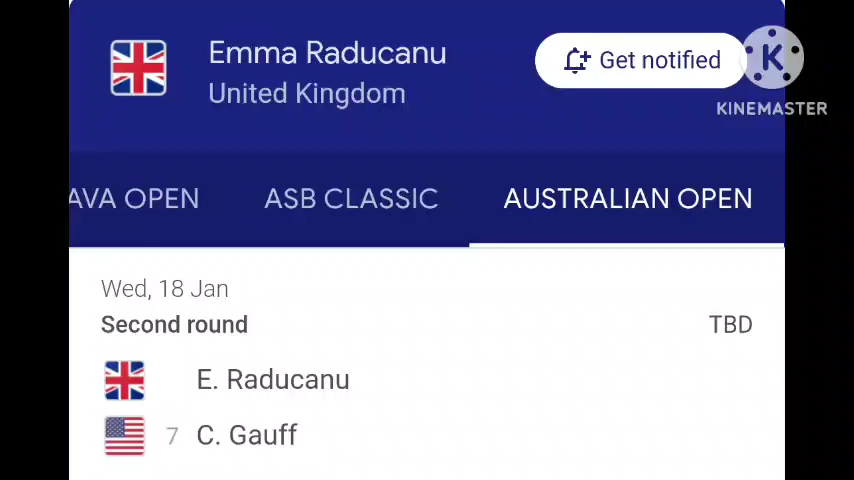 Emma Raducanu
United Kingdom
Get notified
K
KINEMASTER
AVA OPEN
ASB CLASSIC
AUSTRALIAN OPEN
Wed, 18 Jan
Second round
TBD
E. Raducanu
7 C. Gauff